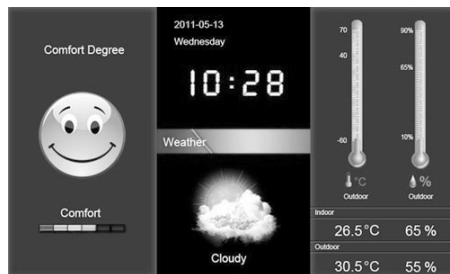 Comfort Degree
Comfort
2011-05-13
Wednesday
10:28
Weather
Cloudy
70
40
-60
90%
65%
10%
°C
%
Outdoor
Outdoor
Indoor
26.5°C 65 %
Outdoor
30.5°C 55 %